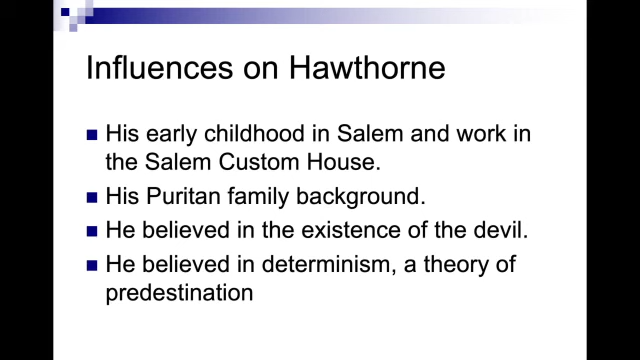 Influences on Hawthorne
His early childhood in Salem and work in
the Salem Custom House.
His Puritan family background.
He believed in the existence of the devil.
He believed in determinism, a theory of
predestination